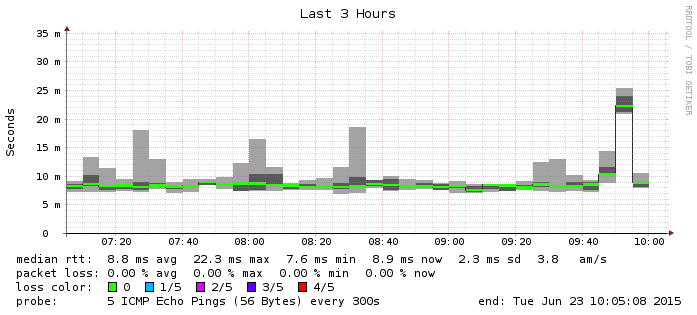 Last 3 Hours
RRDTOOL / TOBI OETIKER
Seconds
35 m
30 m
25 m
20 m
15 m
10 m
5 m
0
07:20 07:40 08:00 08:20 08:40 09:00 09:20 09:40 10:00
median rtt: 8.8 ms avg 22.3 ms max 7.6 ms min 8.9 ms now 2.3 ms sd 3.8 am/s
packet loss: 0.00 % avg 0.00 % max 0.00 % min 0.00 % now
loss color: 0 1/5 2/5 3/5 4/5
probe: 5 ICMP Echo Pings (56 Bytes) every 300s end: Tue Jun 23 10:05:08 2015